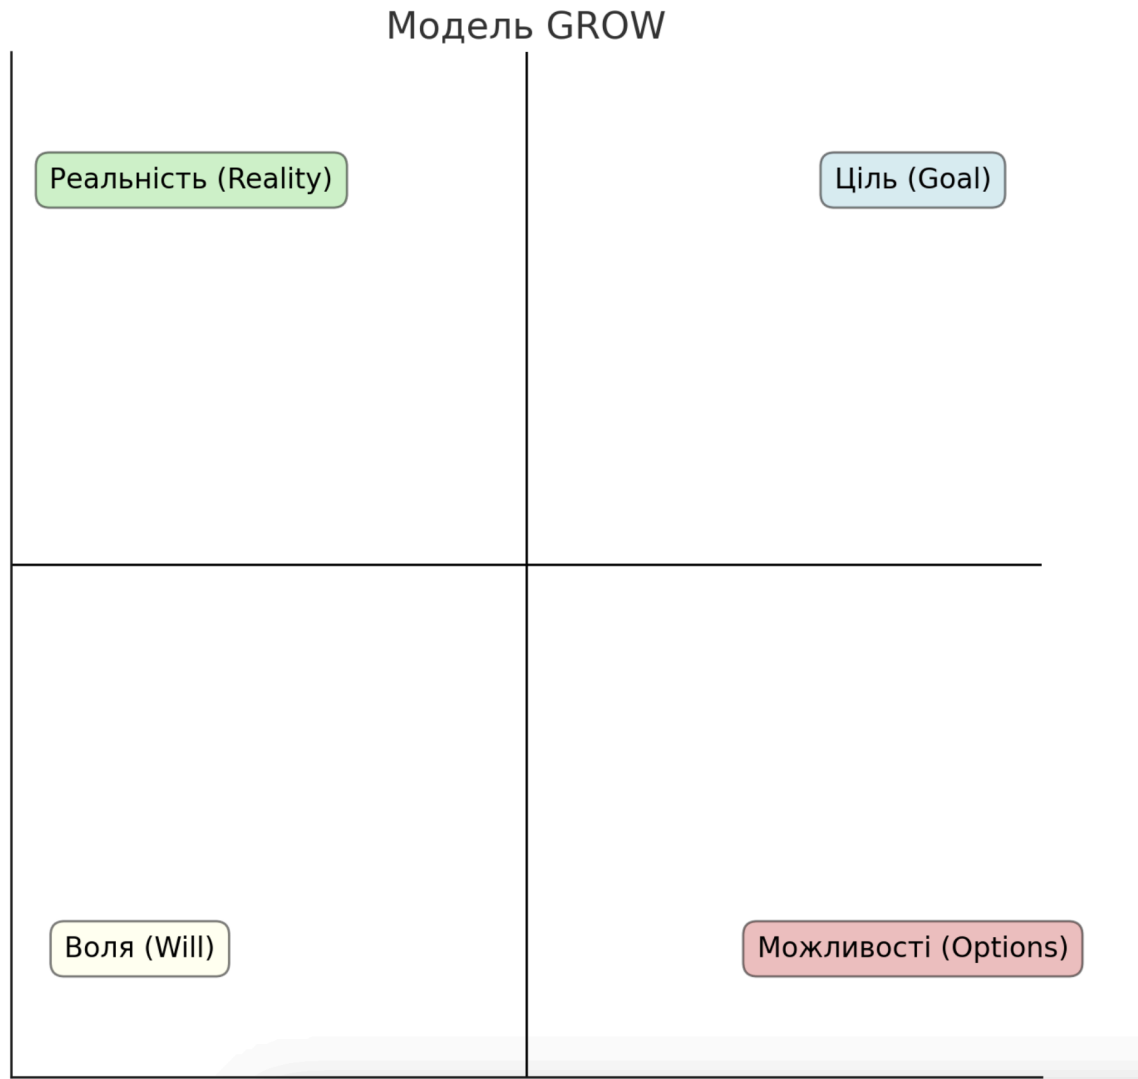 Модель GROW
Реальність (Reality)
Ціль (Goal)
Воля (Will)
Можливості (Options)